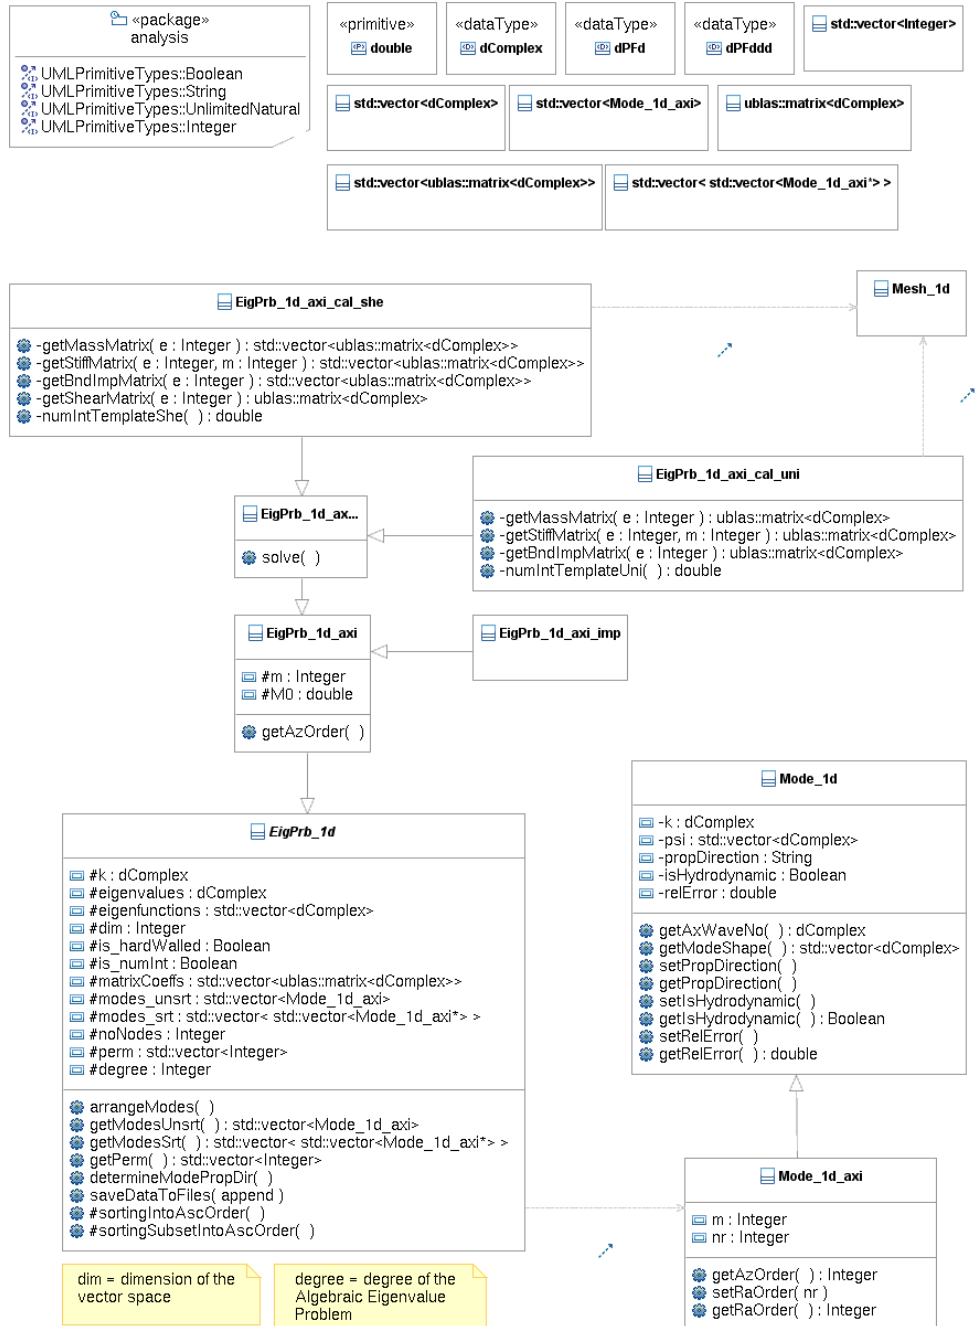 «package»
analysis
UMLPrimitiveTypes::Boolean
UMLPrimitiveTypes::String
UMLPrimitiveTypes::UnlimitedNatural
UMLPrimitiveTypes::Integer
«primitive»
double
«dataType»
dComplex
«dataType»
dPFd
«dataType»
dPFddd
std::vector<Integer>
std::vector<dComplex>
std::vector<Mode_1d_axi>
ublas::matrix<dComplex>
std::vector<ublas::matrix<dComplex>>
std::vector< std::vector<Mode_1d_axi*> >
EigPrb_1d_axi_cal_she
-getMassMatrix( e : Integer ) : std::vector<ublas::matrix<dComplex>>
-getStiffMatrix( e : Integer, m : Integer ) : std::vector<ublas::matrix<dComplex>>
-getBndImpMatrix( e : Integer ) : std::vector<ublas::matrix<dComplex>>
-getShearMatrix( e : Integer ) : ublas::matrix<dComplex>
-numIntTemplateShe( ) : double
Mesh_1d
EigPrb_1d_axi_cal_uni
-getMassMatrix( e : Integer ) : ublas::matrix<dComplex>
-getStiffMatrix( e : Integer, m : Integer ) : ublas::matrix<dComplex>
-getBndImpMatrix( e : Integer ) : ublas::matrix<dComplex>
-numIntTemplateUni( ) : double
EigPrb_1d_ax...
solve( )
EigPrb_1d_axi
#m : Integer
#M0 : double
getAzOrder( )
EigPrb_1d_axi_imp
EigPrb_1d
#k : dComplex
#eigenvalues : dComplex
#eigenfunctions : std::vector<dComplex>
#dim : Integer
#is_hardWalled : Boolean
#is_numInt : Boolean
#matrixCoeffs : std::vector<ublas::matrix<dComplex>>
#modes_unsrt : std::vector<Mode_1d_axi>
#modes_srt : std::vector< std::vector<Mode_1d_axi*> >
#noNodes : Integer
#perm : std::vector<Integer>
#degree : Integer
arrangeModes( )
getModesUnsrt( ) : std::vector<Mode_1d_axi>
getModesSrt( ) : std::vector< std::vector<Mode_1d_axi*> >
getPerm( ) : std::vector<Integer>
determineModePropDir( )
saveDataToFiles( append )
#sortingIntoAscOrder( )
#sortingSubsetIntoAscOrder( )
Mode_1d
-k : dComplex
-psi : std::vector<dComplex>
-propDirection : String
-isHydrodynamic : Boolean
-relError : double
getAxWaveNo( ) : dComplex
getModeShape( ) : std::vector<dComplex>
setPropDirection( )
getPropDirection( )
setIsHydrodynamic( )
getIsHydrodynamic( ) : Boolean
setRelError( )
getRelError( ) : double
Mode_1d_axi
m : Integer
nr : Integer
getAzOrder( ) : Integer
setRaOrder( nr )
getRaOrder( ) : Integer
dim = dimension of the
vector space
degree = degree of the
Algebraic Eigenvalue
Problem